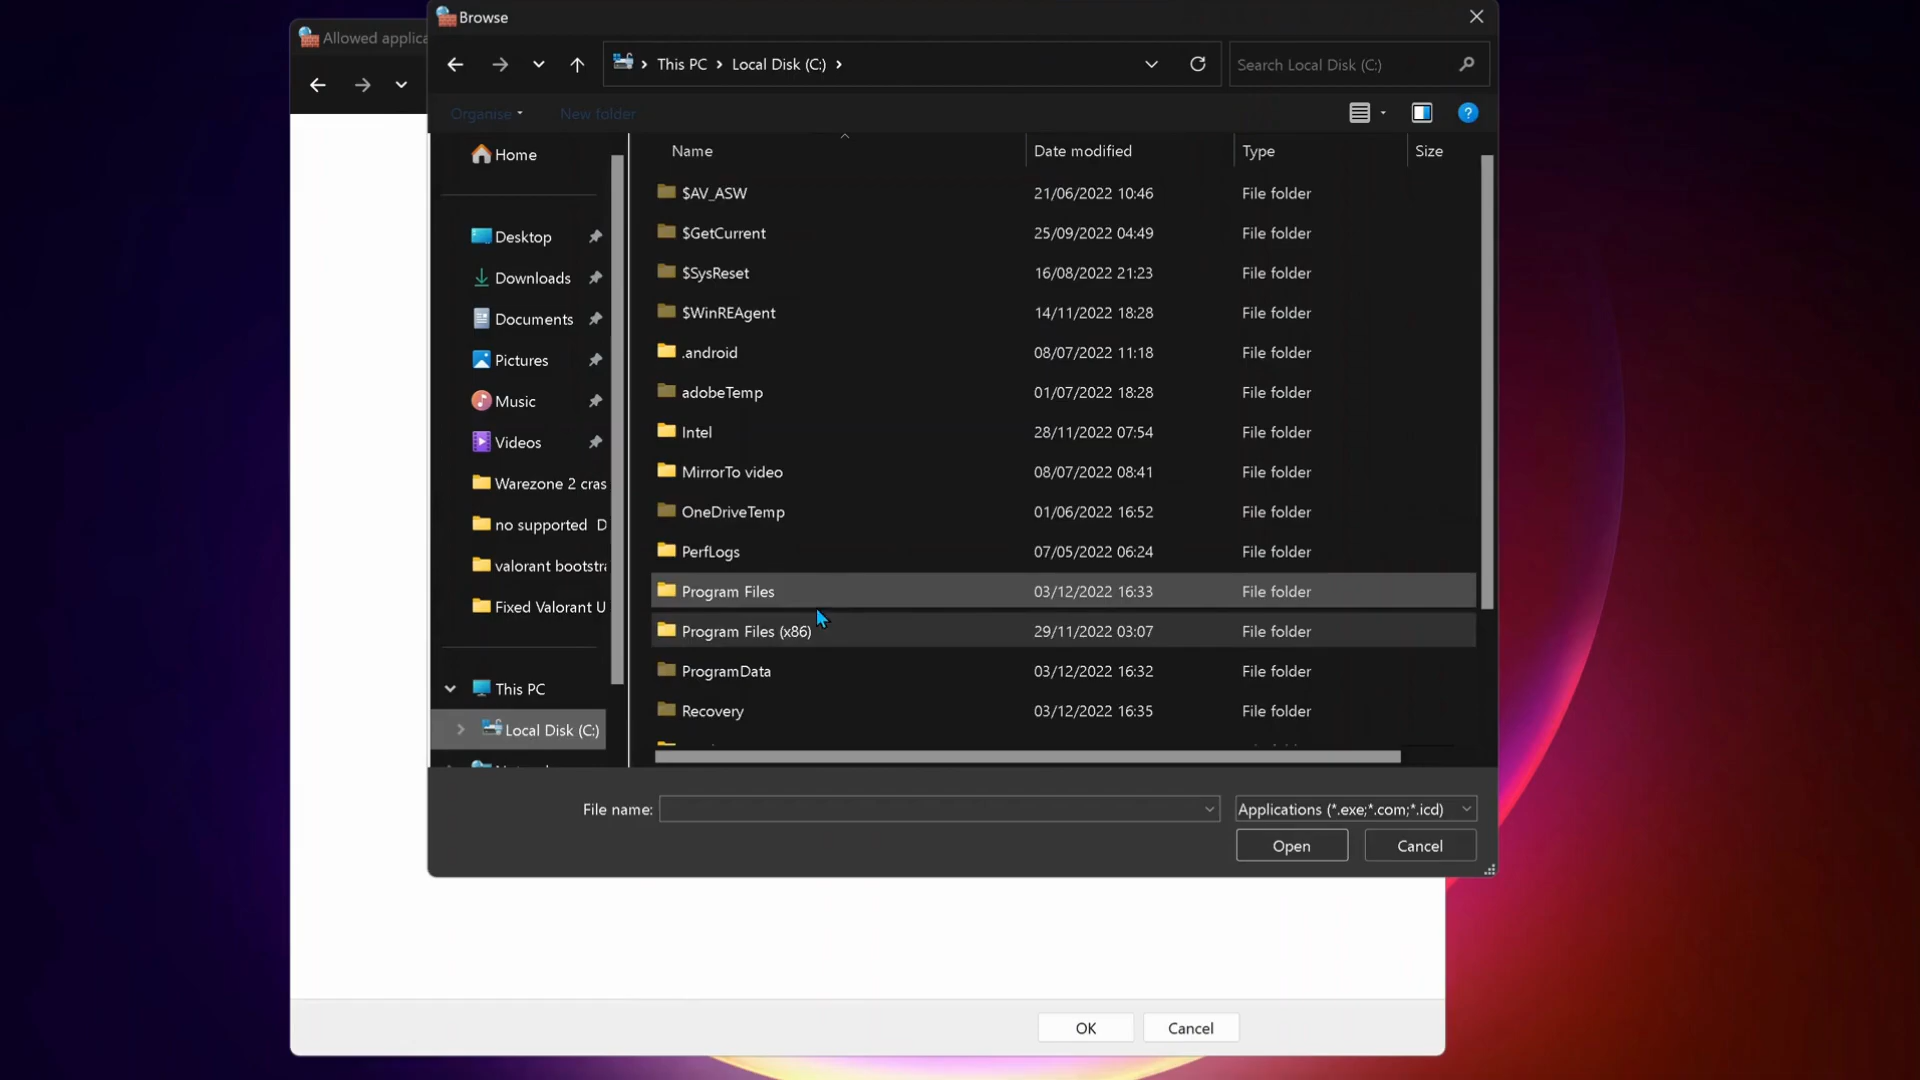 Allowed applica
Browse
This PC > Local Disk (C:) >
Search Local Disk (C:)
Organise
New folder
Home
Desktop
Downloads
Documents
Pictures
Music
Videos
Warezone 2 cras
no supported D
valorant bootstra
Fixed Valorant U
This PC
Local Disk (C:)
Name Date modified Type Size
$AV_ASW 21/06/2022 10:46 File folder
$GetCurrent 25/09/2022 04:49 File folder
$SysReset 16/08/2022 21:23 File folder
$WinREAgent 14/11/2022 18:28 File folder
.android 08/07/2022 11:18 File folder
adobeTemp 01/07/2022 18:28 File folder
Intel 28/11/2022 07:54 File folder
MirrorTo video 08/07/2022 08:41 File folder
OneDriveTemp 01/06/2022 16:52 File folder
PerfLogs 07/05/2022 06:24 File folder
Program Files 03/12/2022 16:33 File folder
Program Files (x86) 29/11/2022 03:07 File folder
ProgramData 03/12/2022 16:32 File folder
Recovery 03/12/2022 16:35 File folder
File name:
Applications (*.exe;*.com;*.icd)
Open
Cancel
OK
Cancel